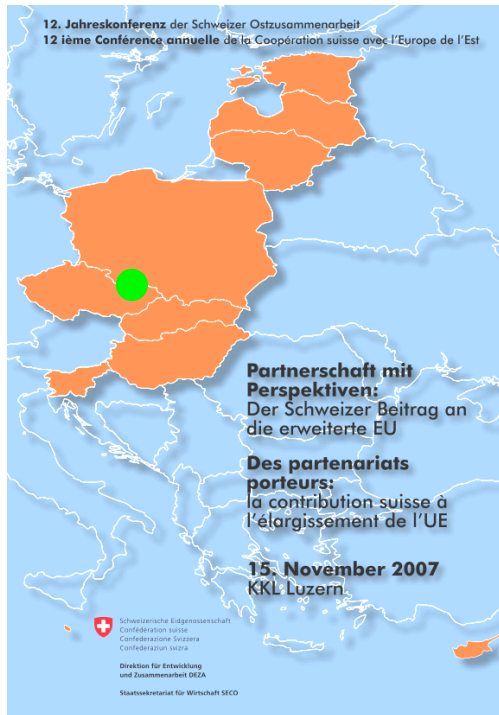 12. Jahreskonferenz der Schweizer Ostzusammenarbeit
12 ième Conférence annuelle de la Coopération suisse avec l'Europe de l'Est
Partnerschaft mit
Perspektiven:
Der Schweizer Beitrag an
die erweiterte EU
Des partenariats
porteurs:
la contribution suisse à
l'élargissement de l'UE
15. November 2007
KKL Luzern
Schweizerische Eidgenossenschaft
Confédération suisse
Confederazione Svizzera
Confederaziun svizra
Direktion für Entwicklung
und Zusammenarbeit DEZA
Staatssekretariat für Wirtschaft SECO